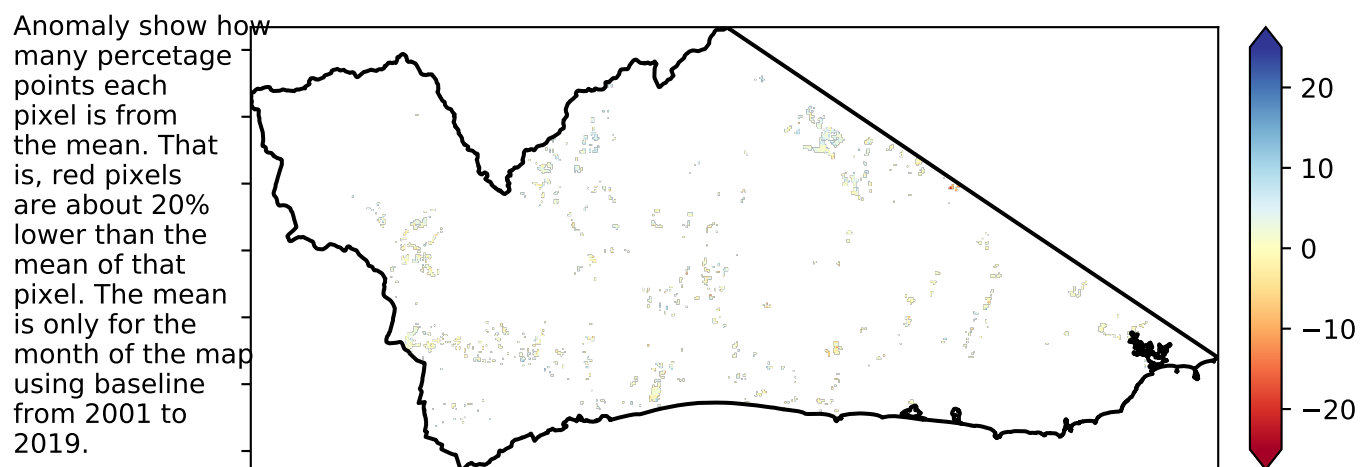 Anomaly show how
many percetage
points each
pixel is from
the mean. That
is, red pixels
are about 20%
lower than the
mean of that
pixel. The mean
is only for the
month of the map
using baseline
from 2001 to
2019.
20
10
0
−10
−20